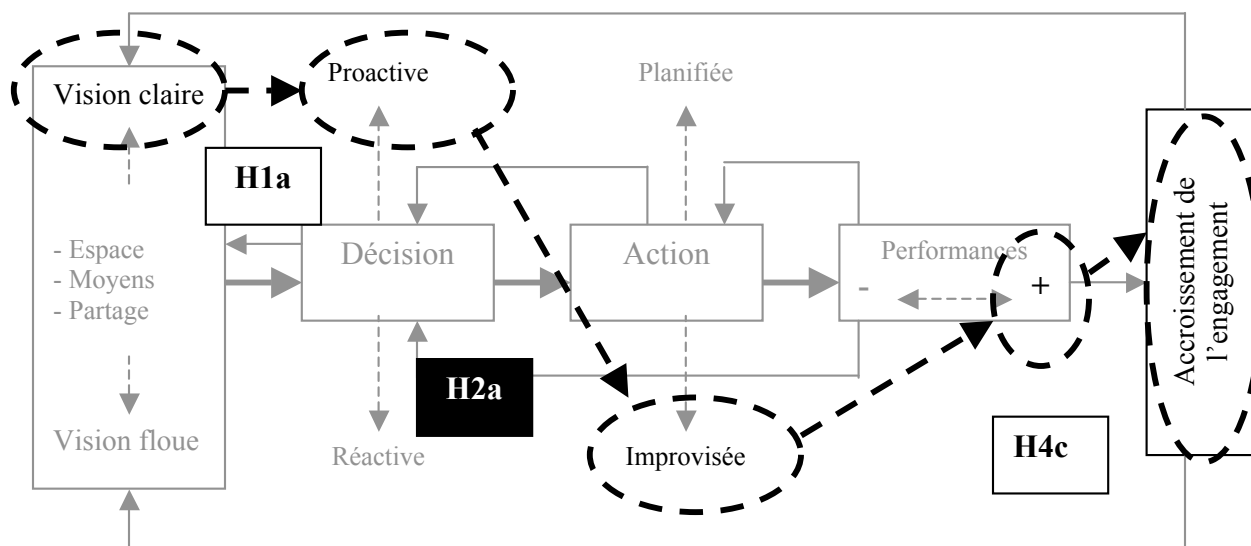 Vision claire
Proactive
Planifiée
H1a
- Espace
- Moyens
- Partage
Décision
Action
Performances
-
+
Accroissement de
l'engagement
H2a
Vision floue
Réactive
Improvisée
H4c